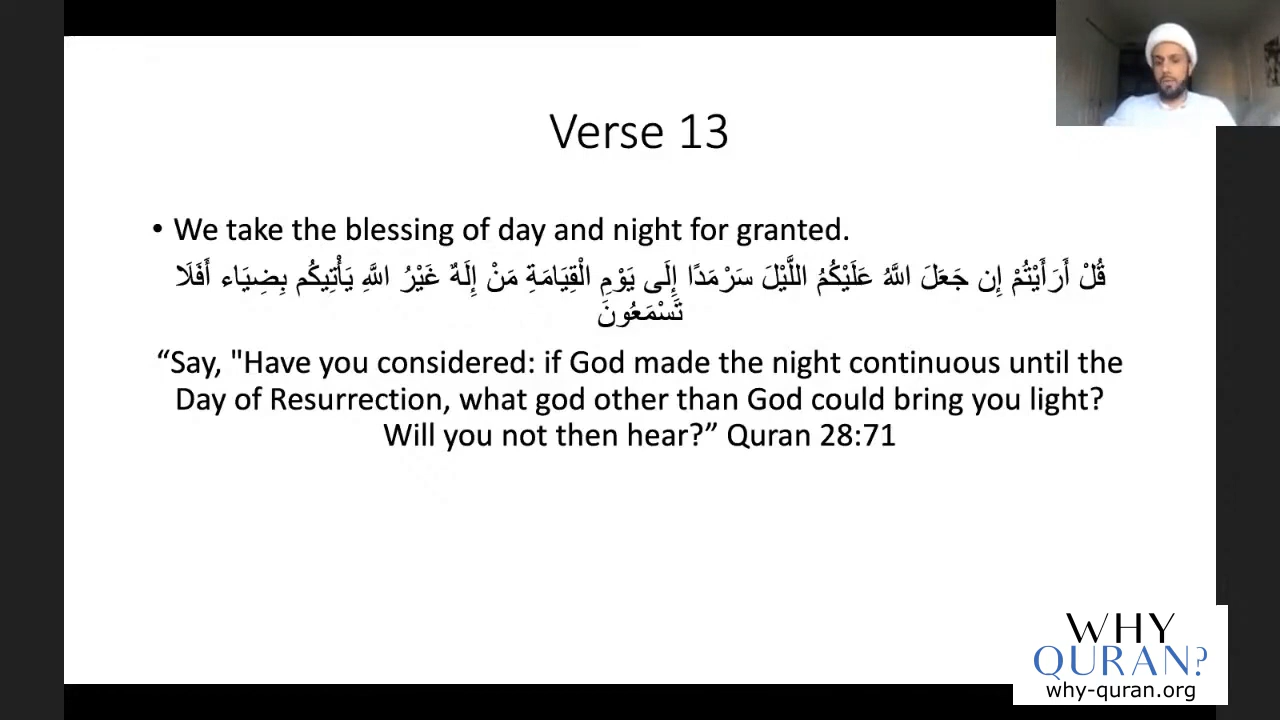 Verse 13
• We take the blessing of day and night for granted.
قُلْ أَرَأَيْتُمْ إِن جَعَلَ اللَّهُ عَلَيْكُمُ اللَّيْلَ سَرْمَدًا إِلَى يَوْمِ الْقِيَامَةِ مَنْ إِلَهٌ غَيْرُ اللَّهِ يَأْتِيكُم بِضِيَاء أَفَلَا
تَسْمَعُونَ
“Say, "Have you considered: if God made the night continuous until the
Day of Resurrection, what god other than God could bring you light?
Will you not then hear?” Quran 28:71
WHY
QURAN?
why-quran.org